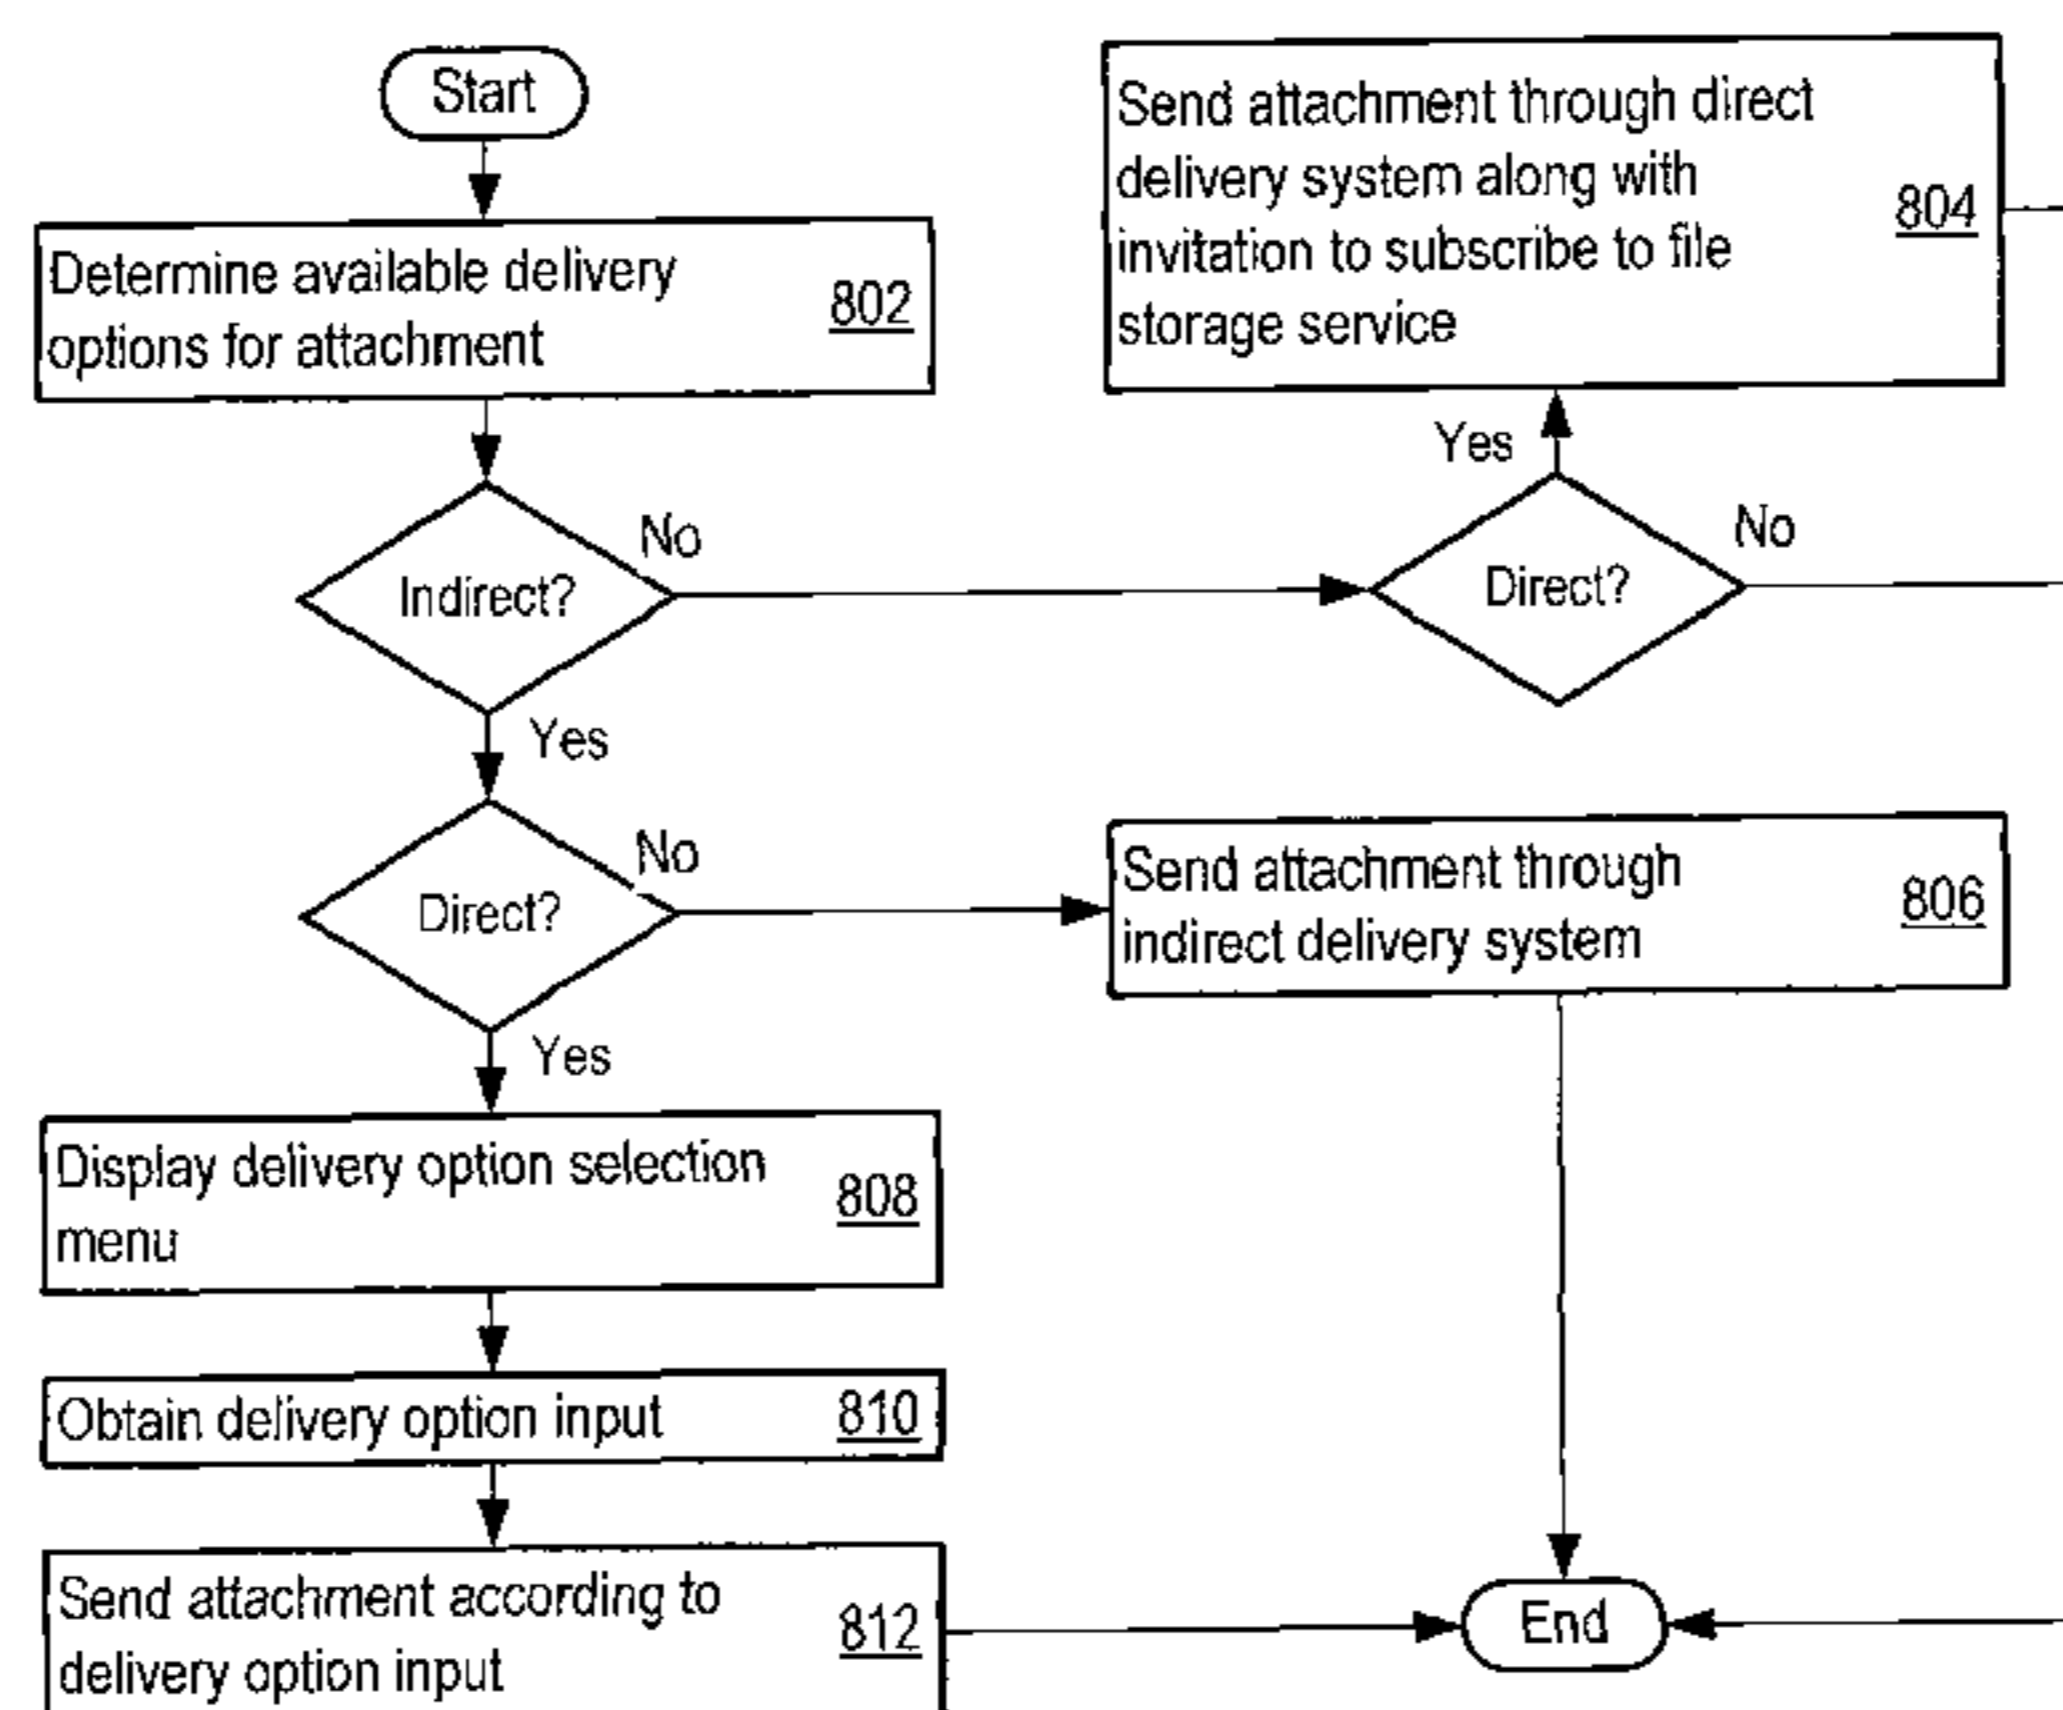 Start
Determine available delivery
options for attachment
802
Send attachment through direct
delivery system along with
invitation to subscribe to file
storage service
804
Indirect?
No
Yes
Direct?
Yes
No
Direct?
No
Yes
Send attachment through
indirect delivery system
806
Display delivery option selection
menu
808
Obtain delivery option input
810
Send attachment according to
delivery option input
812
End